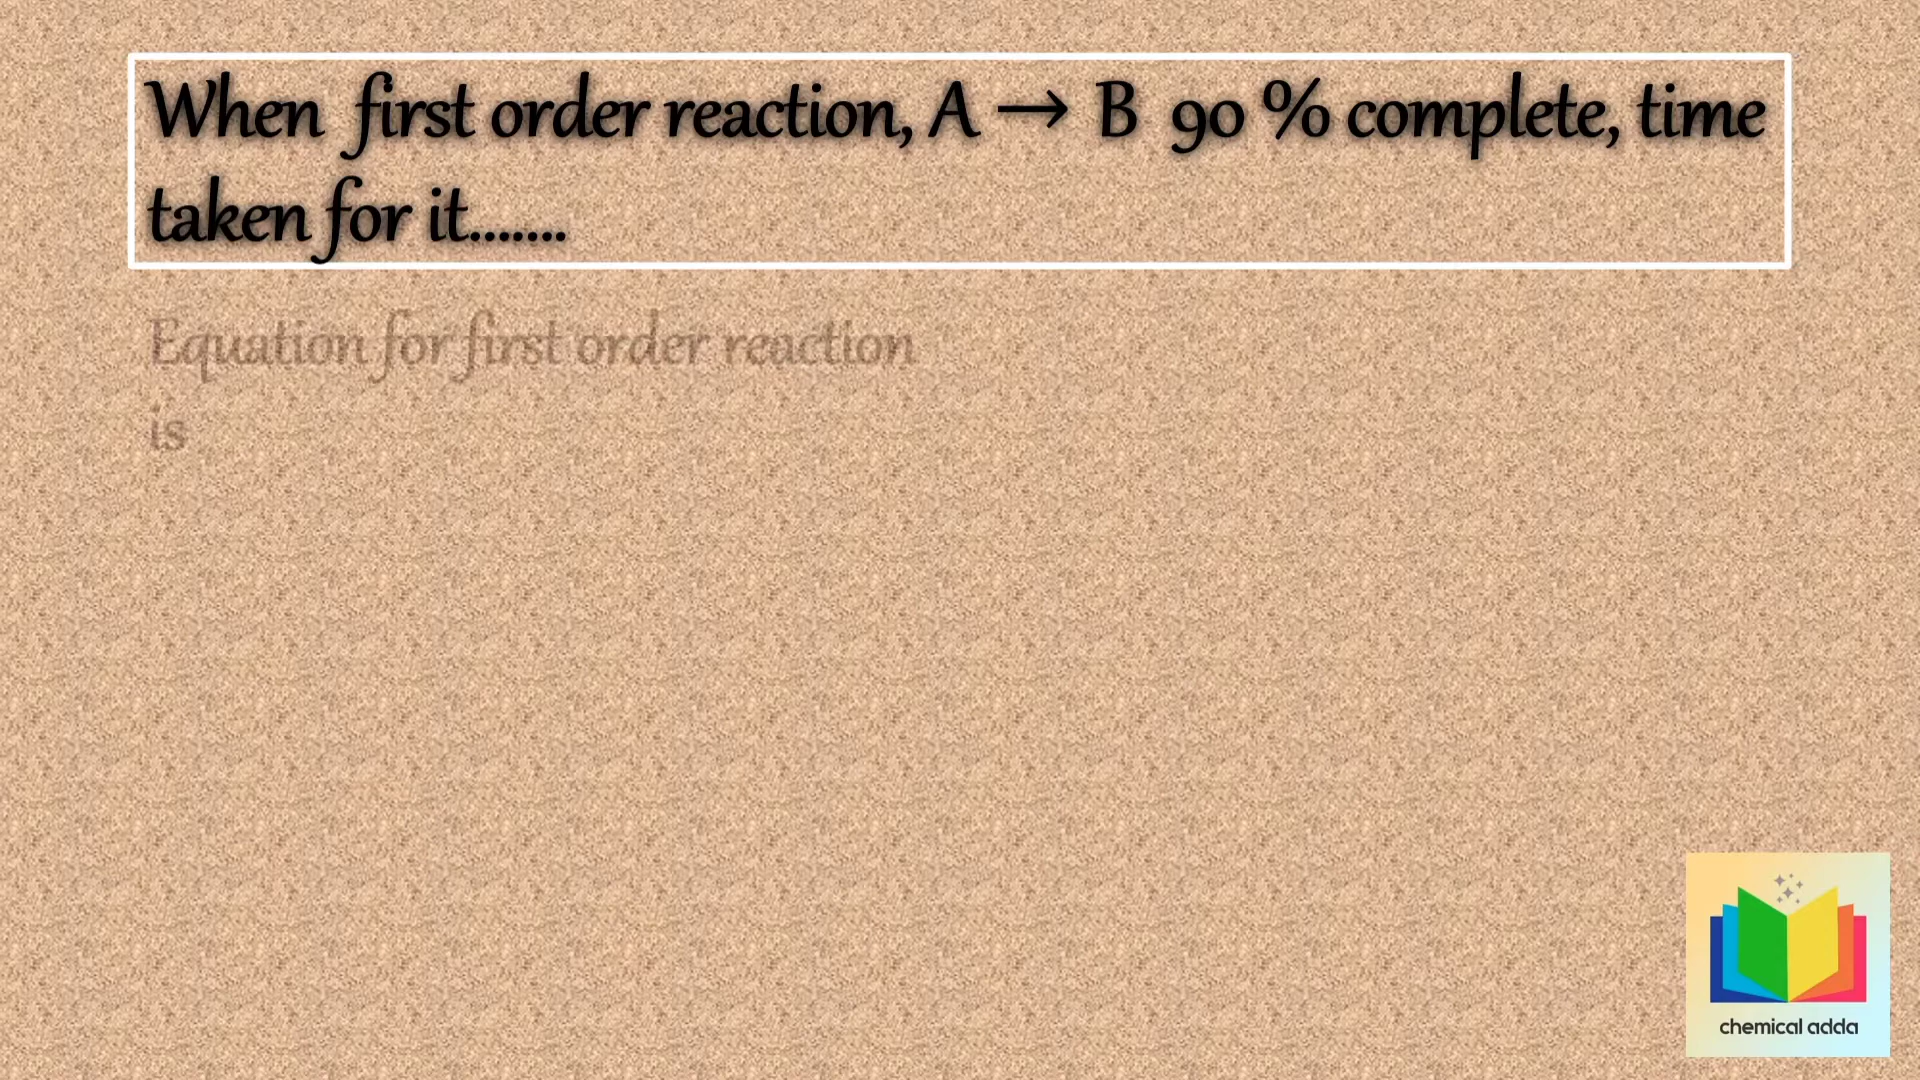 When first order reaction, A → B 90 % complete, time
taken for it.......
Equation for first order reaction
is
chemical adda